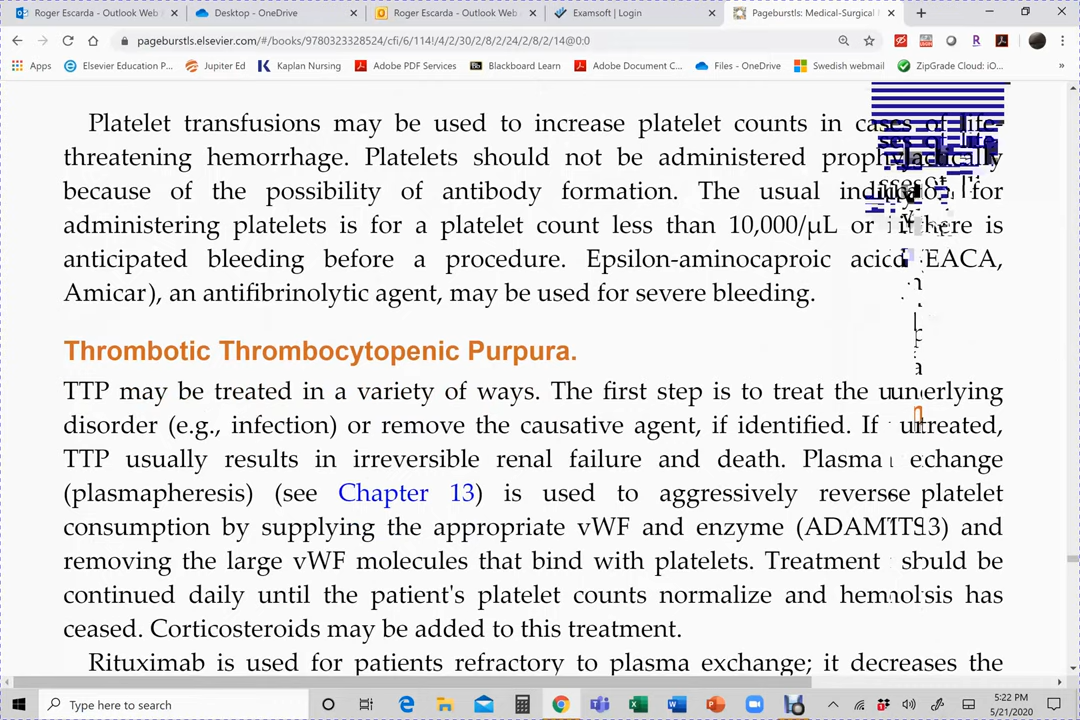 Roger Escarda - Outlook Web
Desktop - OneDrive
Roger Escarda - Outlook Web
Examsoft | Login
Pageburstls: Medical-Surgical
pageburstls.elsevier.com/#/books/9780323328524/cfi/6/114!/4/2/30/2/8/2/24/2/8/2/14@0:0
Apps
Elsevier Education P...
Jupiter Ed
Kaplan Nursing
Adobe PDF Services
Blackboard Learn
Adobe Document C...
Files - OneDrive
Swedish webmail
ZipGrade Cloud: iO...
Platelet transfusions may be used to increase platelet counts in cases of life-
threatening hemorrhage. Platelets should not be administered prophylactically
because of the possibility of antibody formation. The usual indication for
administering platelets is for a platelet count less than 10,000/µL or if there is
anticipated bleeding before a procedure. Epsilon-aminocaproic EACA,
Amicar), an antifibrinolytic agent, may be used for severe bleeding.
Thrombotic Thrombocytopenic Purpura.
TTP may be treated in a variety of ways. The first step is to treat the
disorder (e.g., infection) or remove the causative agent, if identified. If
TTP usually results in irreversible renal failure and death. Plasma
(plasmapheresis) (see Chapter 13) is used to aggressively platelet
consumption by supplying the appropriate vWF and enzyme and
removing the large vWF molecules that bind with platelets. Treatment should be
continued daily until the patient's platelet counts normalize and has
ceased. Corticosteroids may be added to this treatment.
Rituximab is used for patients refractory to plasma exchange; it decreases the
Type here to search
5:22 PM
5/21/2020